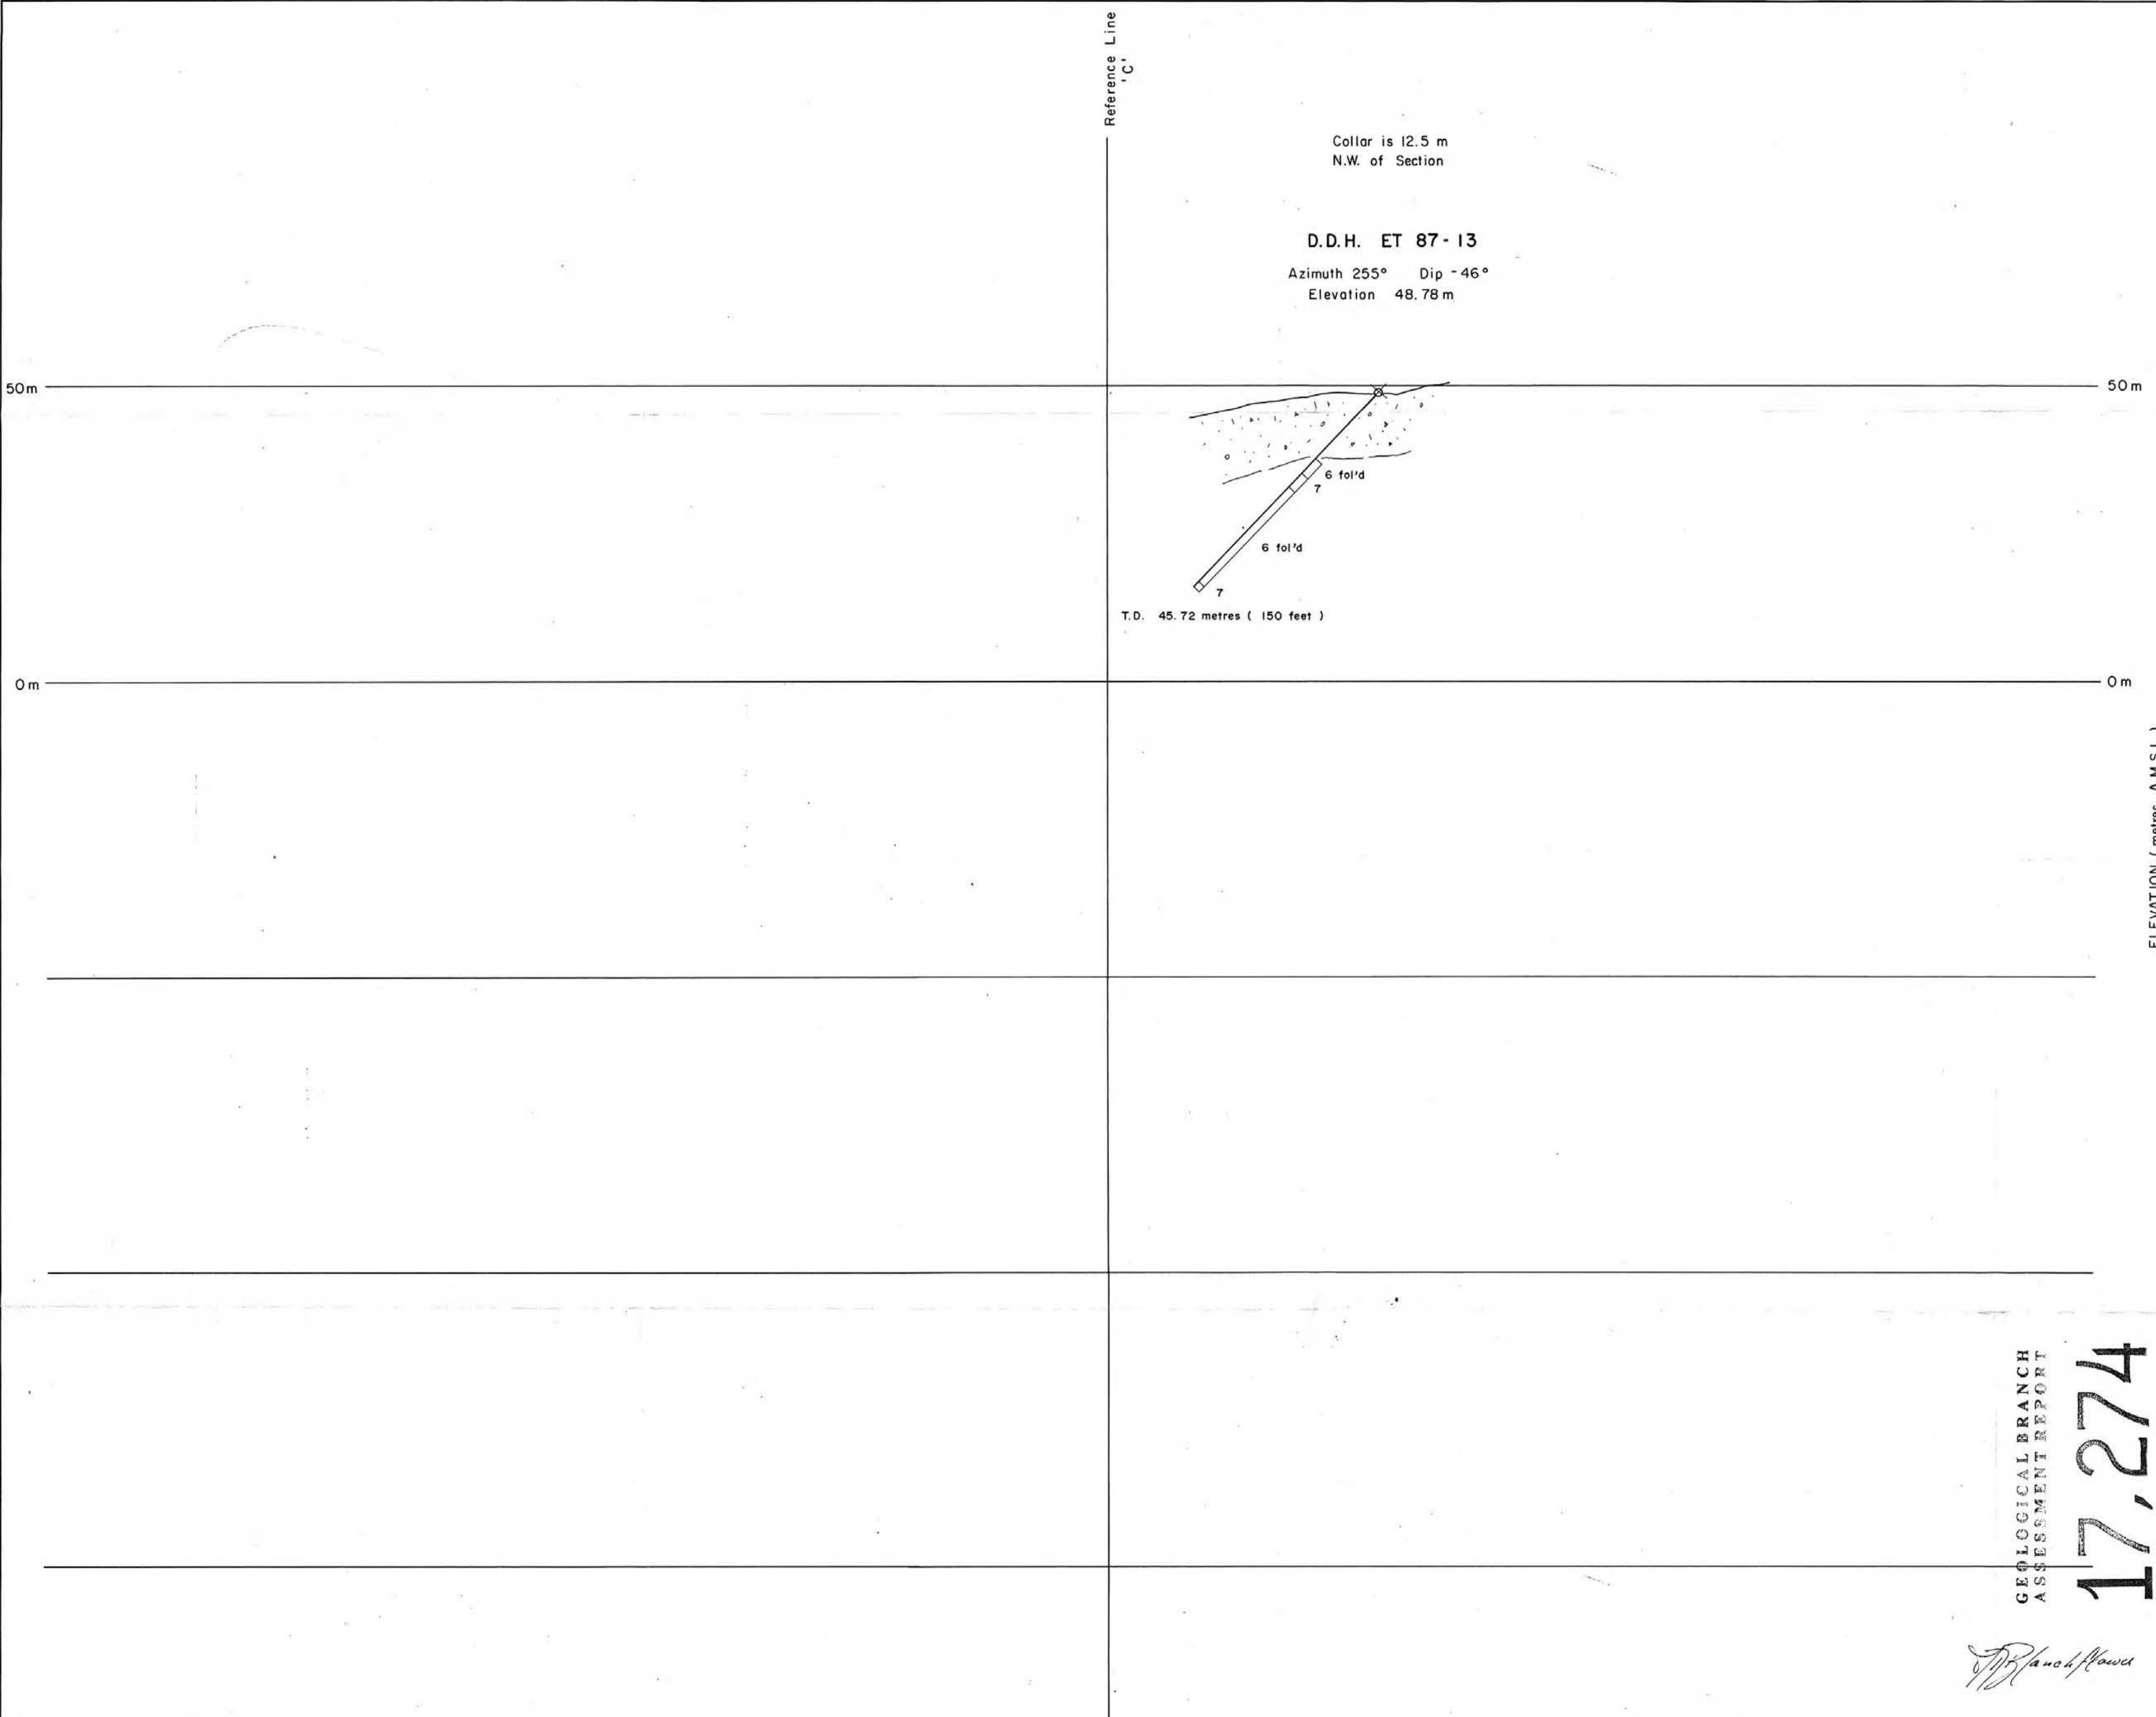 Reference Line
'C'
Collar is 12.5 m
N.W. of Section
D.D.H. ET 87-13
Azimuth 255° Dip -46°
Elevation 48.78 m
50m
50m
6 fol'd
7
6 fol'd
7
T.D. 45.72 metres ( 150 feet )
0m
0m
ELEVATION ( metres A.M.S.L.)
GEOLOGICAL BRANCH
ASSESSMENT REPORT
17,274